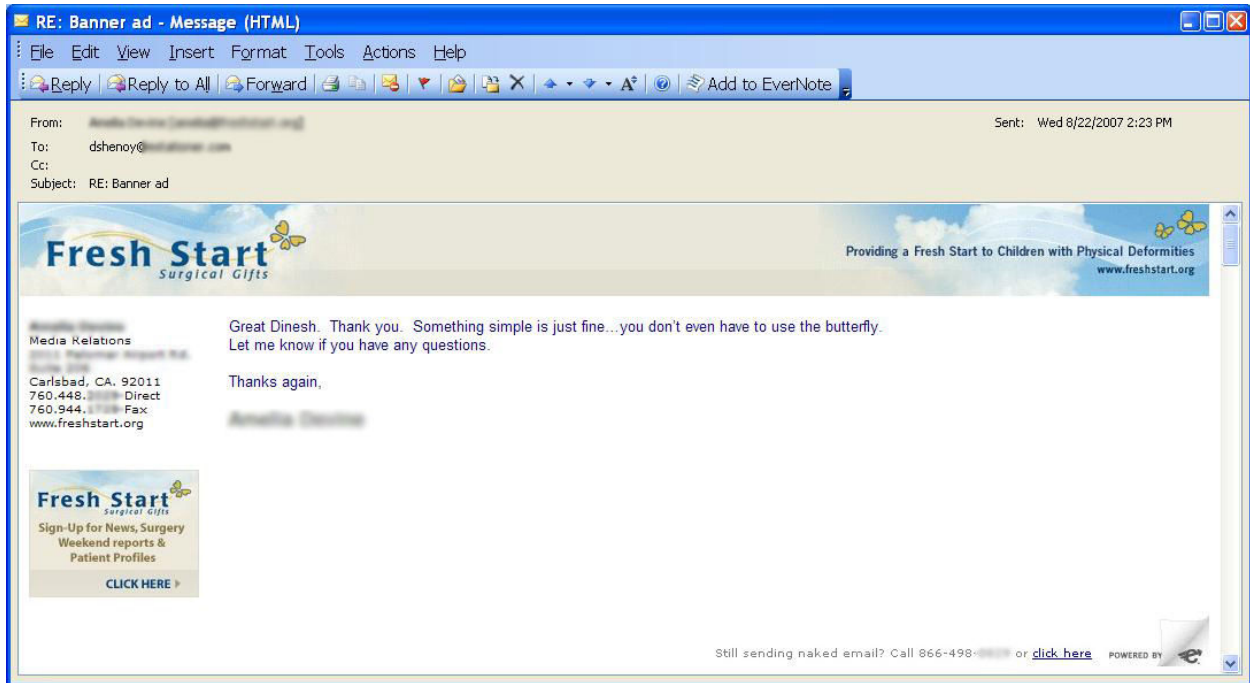 RE: Banner ad - Message (HTML)
File Edit View Insert Format Tools Actions Help
Reply Reply to All Forward Add to EverNote
From: Sent: Wed 8/22/2007 2:23 PM
To: dshenoy@
Cc:
Subject: RE: Banner ad
Fresh Start
Surgical Gifts
Providing a Fresh Start to Children with Physical Deformities
www.freshstart.org
Media Relations
Carlsbad, CA. 92011
760.448. Direct
760.944. Fax
www.freshstart.org
Great Dinesh. Thank you. Something simple is just fine...you don't even have to use the butterfly.
Let me know if you have any questions.
Thanks again,
Fresh Start
Surgical Gifts
Sign-Up for News, Surgery
Weekend reports &
Patient Profiles
CLICK HERE
Still sending naked email? Call 866-498- or click here POWERED BY e